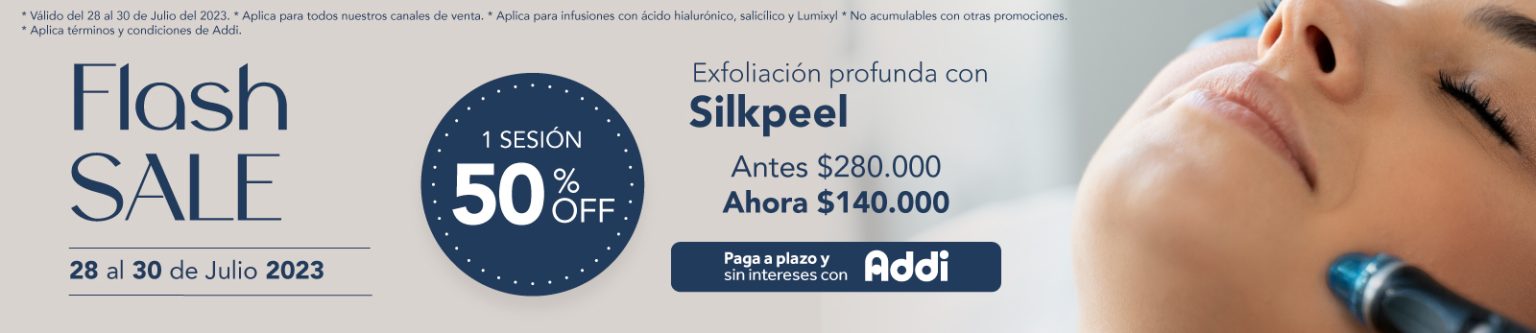 * Válido del 28 al 30 de Julio del 2023. * Aplica para todos nuestros canales de venta. * Aplica para infusiones con ácido hialurónico, salicílico y Lumixyl * No acumulables con otras promociones.
* Aplica términos y condiciones de Addi.
Flash
SALE
28 al 30 de Julio 2023
1 SESIÓN
50%
OFF
Exfoliación profunda con
Silkpeel
Antes $280.000
Ahora $140.000
Paga a plazo y
sin intereses con
Addi